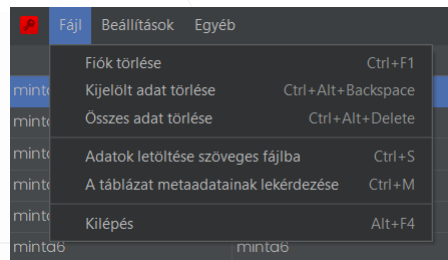 Fájl Beállítások Egyéb
Fiók törlése Ctrl+F1
Kijelölt adat törlése Ctrl+Alt+Backspace
Összes adat törlése Ctrl+Alt+Delete
Adatok letöltése szöveges fájlba Ctrl+S
A táblázat metaadatainak lekérdezése Ctrl+M
Kilépés Alt+F4
minta6 minta6